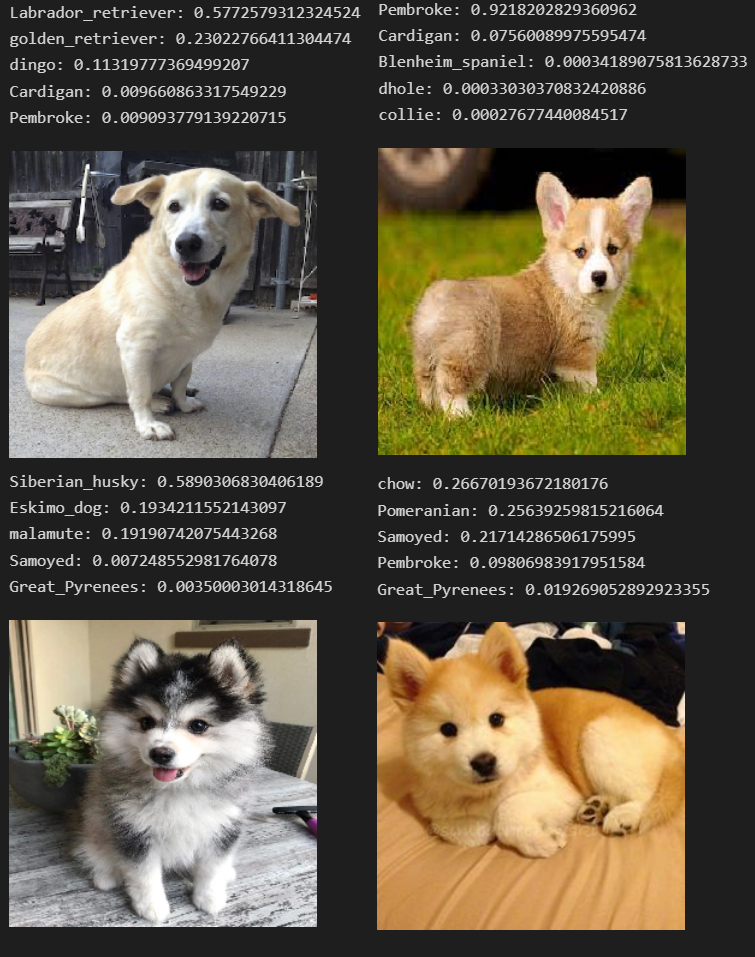 Labrador_retriever: 0.5772579312324524
golden_retriever: 0.23022766411304474
dingo: 0.11319777369499207
Cardigan: 0.009660863317549229
Pembroke: 0.009093779139220715
Pembroke: 0.9218202829360962
Cardigan: 0.07560089975595474
Blenheim_spaniel: 0.00034189075813628733
dhole: 0.00033030370832420886
collie: 0.00027677440084517
Siberian_husky: 0.5890306830406189
Eskimo_dog: 0.1934211552143097
malamute: 0.19190742075443268
Samoyed: 0.007248552981764078
Great_Pyrenees: 0.00350003014318645
chow: 0.26670193672180176
Pomeranian: 0.25639259815216064
Samoyed: 0.21714286506175995
Pembroke: 0.09806983917951584
Great_Pyrenees: 0.019269052892923355